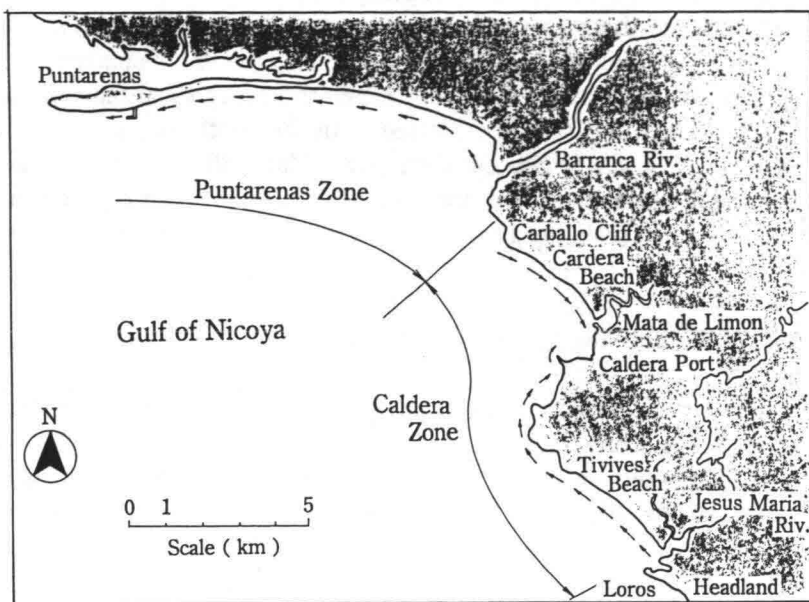 Puntarenas
Barranca Riv.
Puntarenas Zone
Carballo Cliff
Cardera
Beach
Gulf of Nicoya
Mata de Limon
Caldera Port
Caldera
Zone
N
Tivives
Beach
0 1 5
Jesus Maria
Riv.
Scale ( km )
Loros Headland